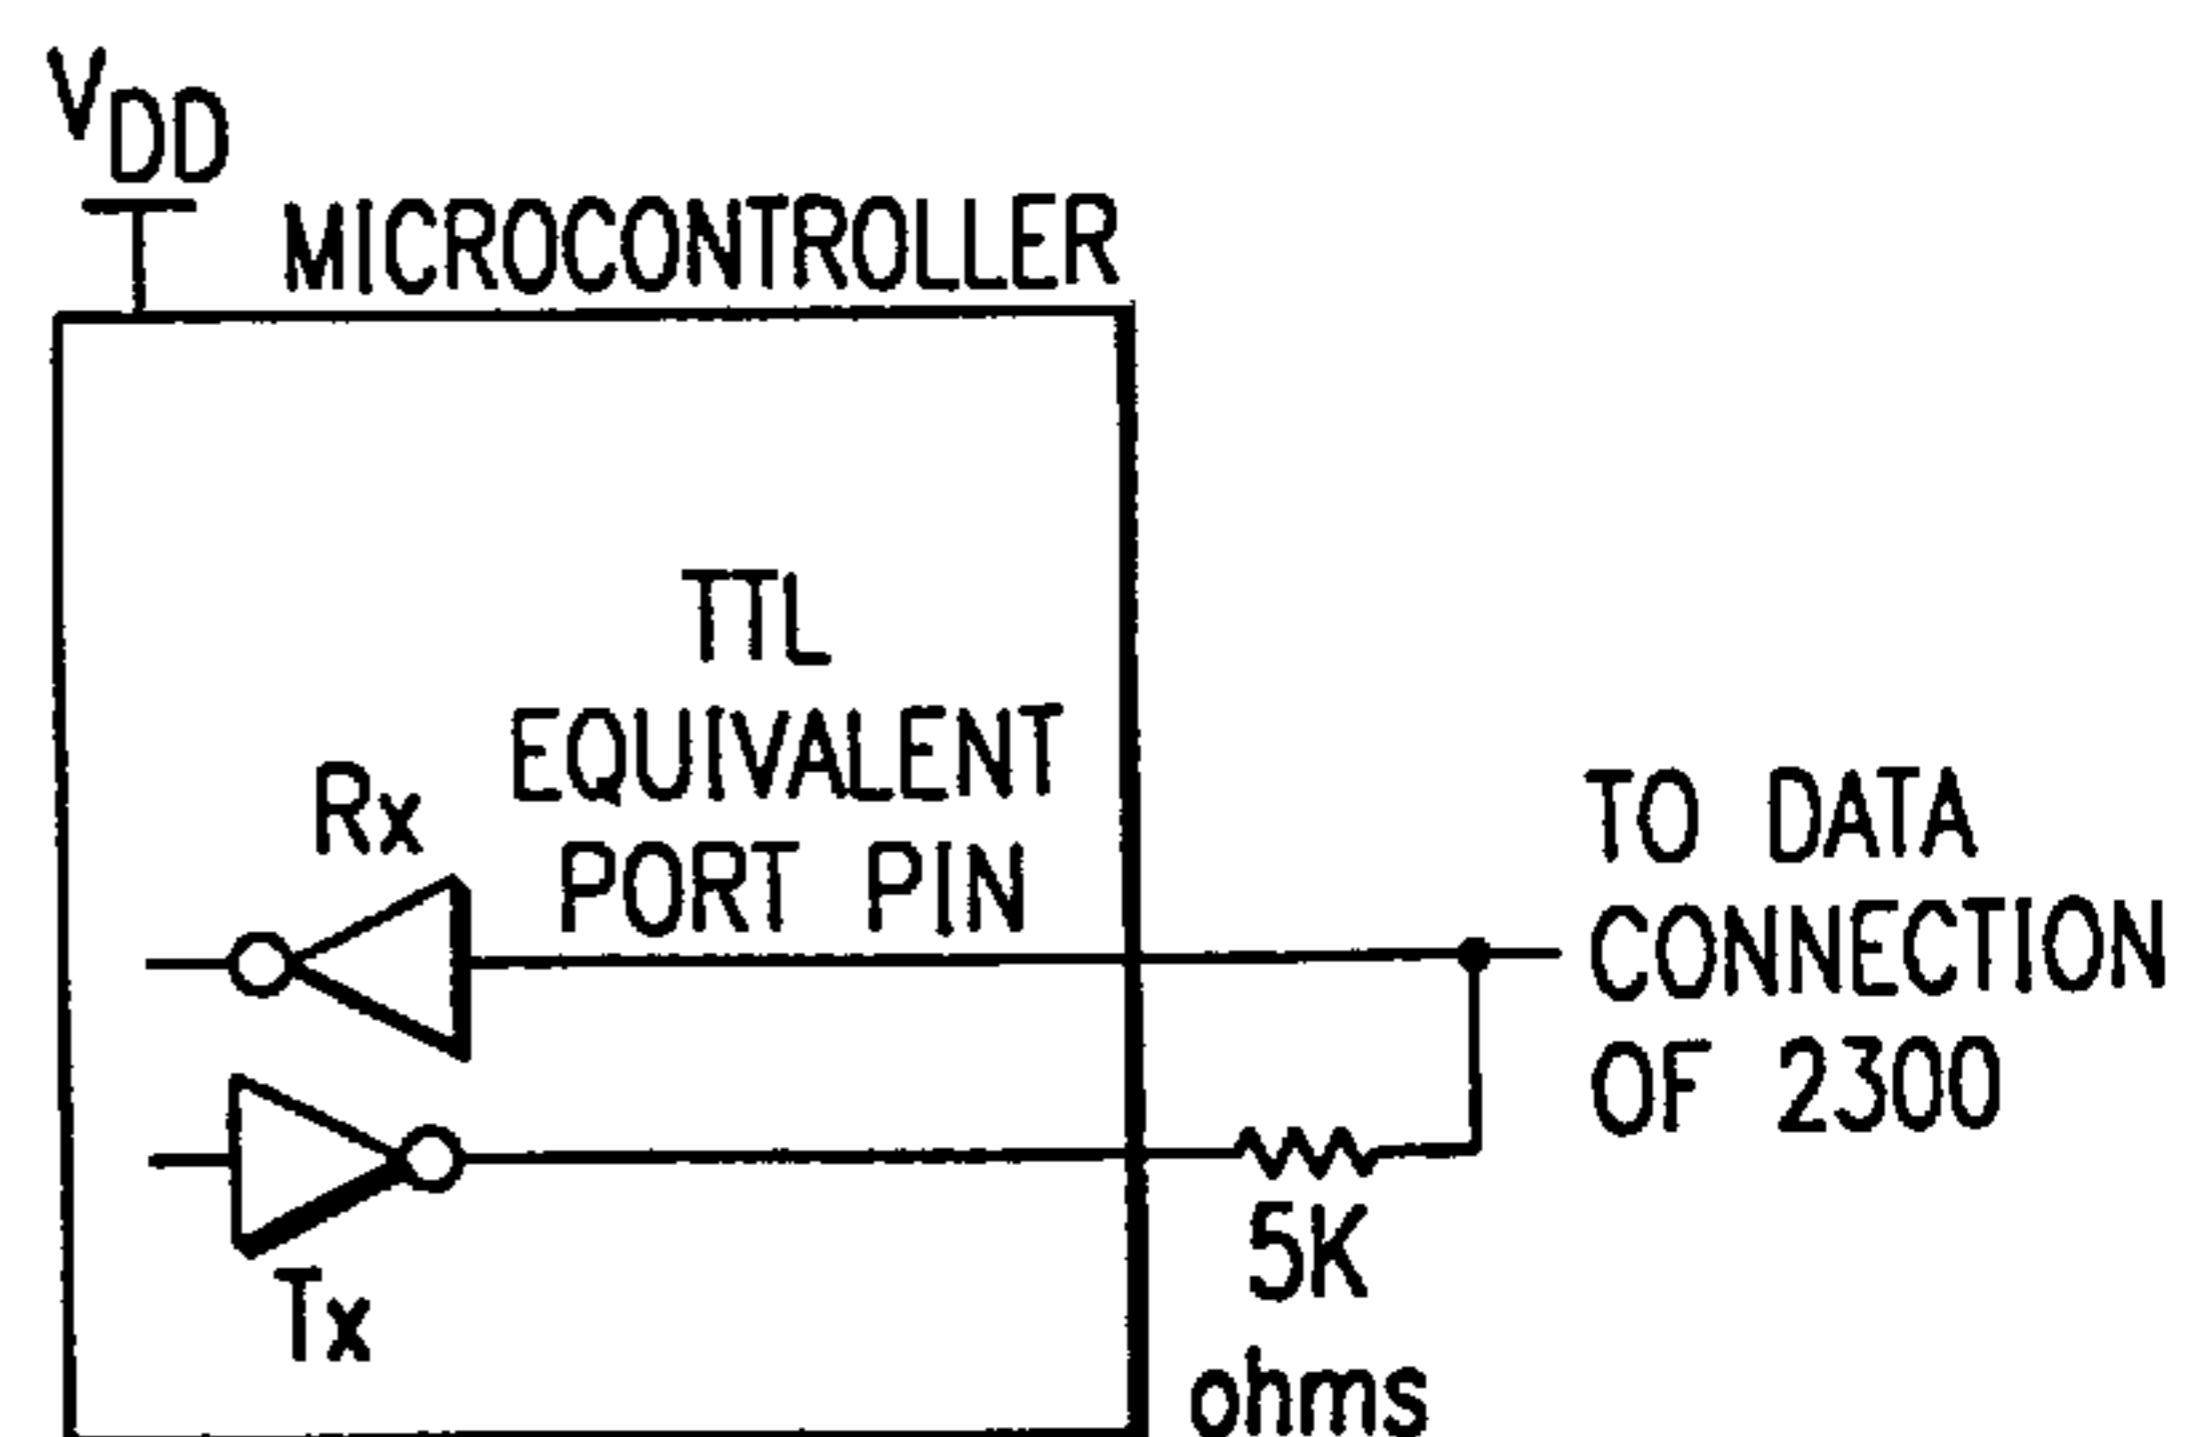 VDD
MICROCONTROLLER
TTL
EQUIVALENT
PORT PIN
Rx
Tx
TO DATA
CONNECTION
OF 2300
5K
ohms